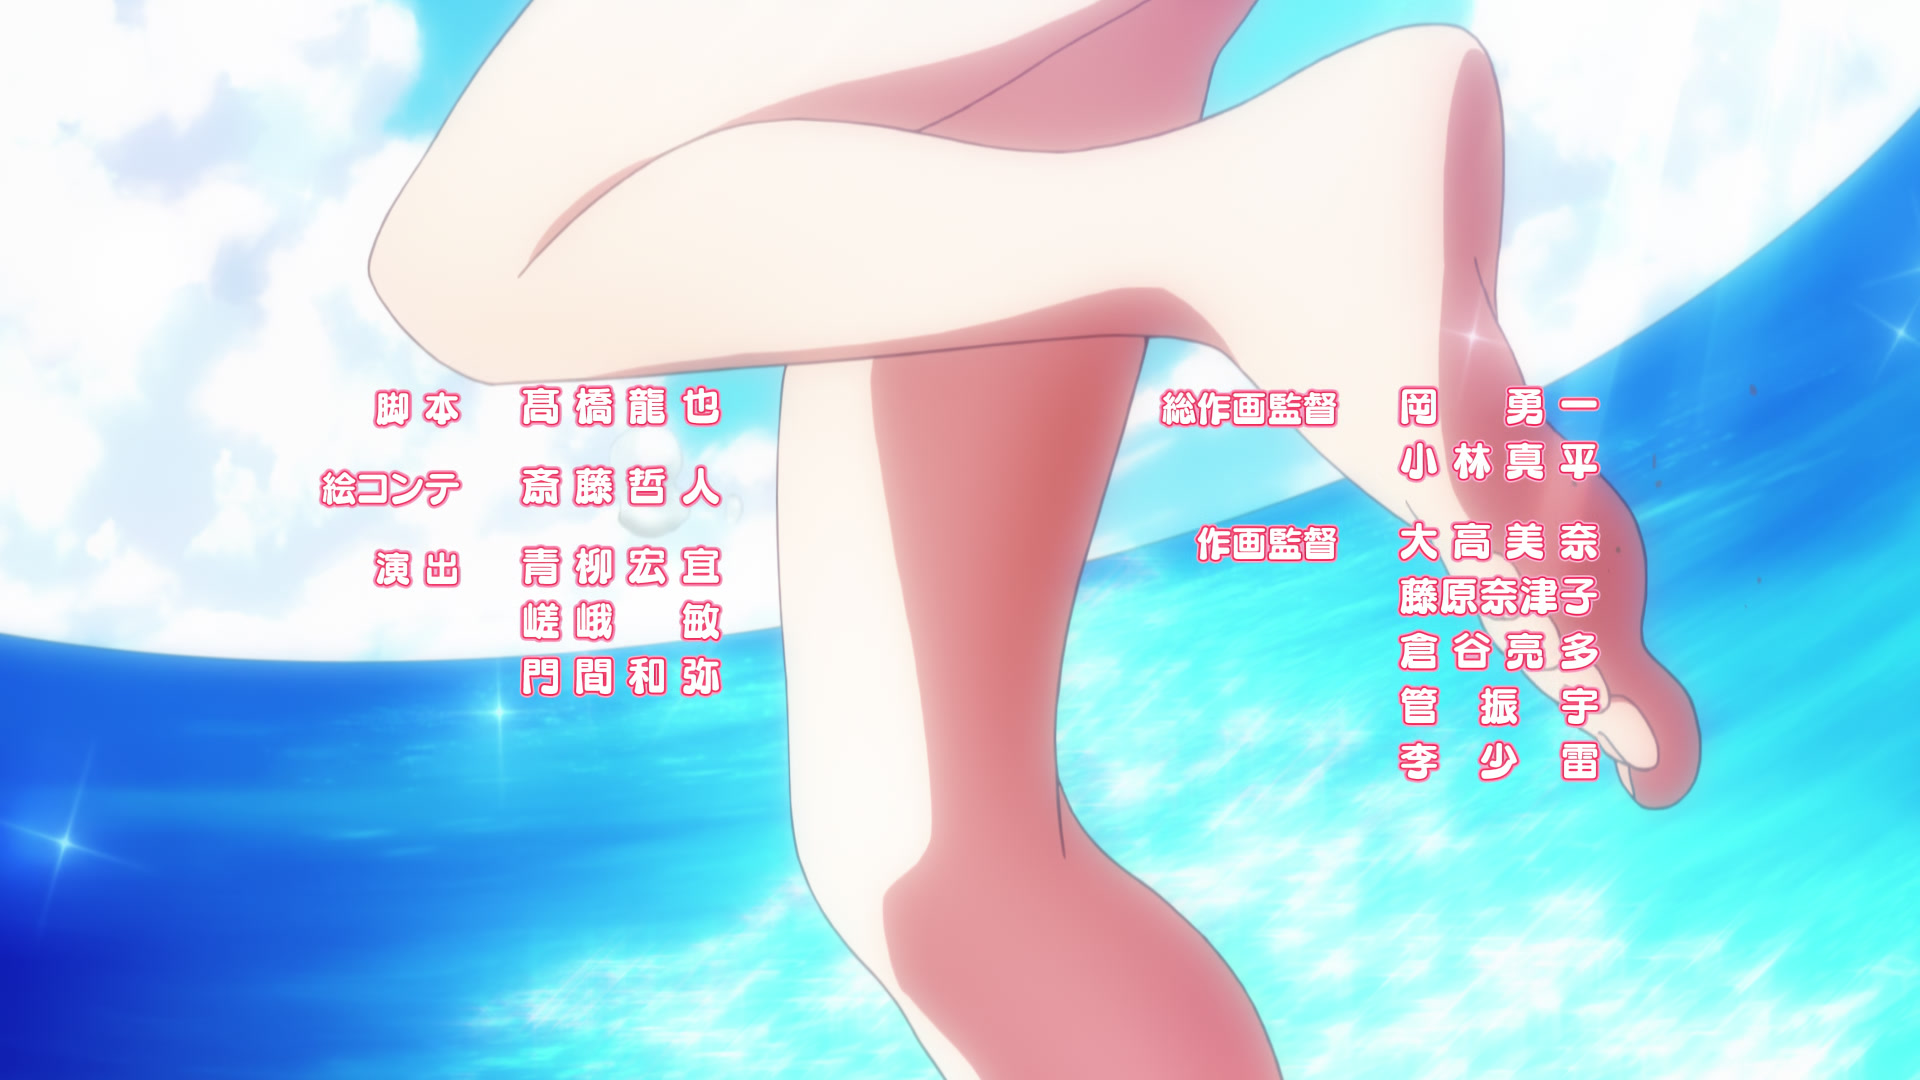 脚本 髙橋龍也
絵コンテ 斎藤哲人
演出 青柳宏宜
嵯峨敏
門間和弥
総作画監督 岡勇一
小林真平
作画監督 大高美奈
藤原奈津子
倉谷亮多
管振宇
李少雷